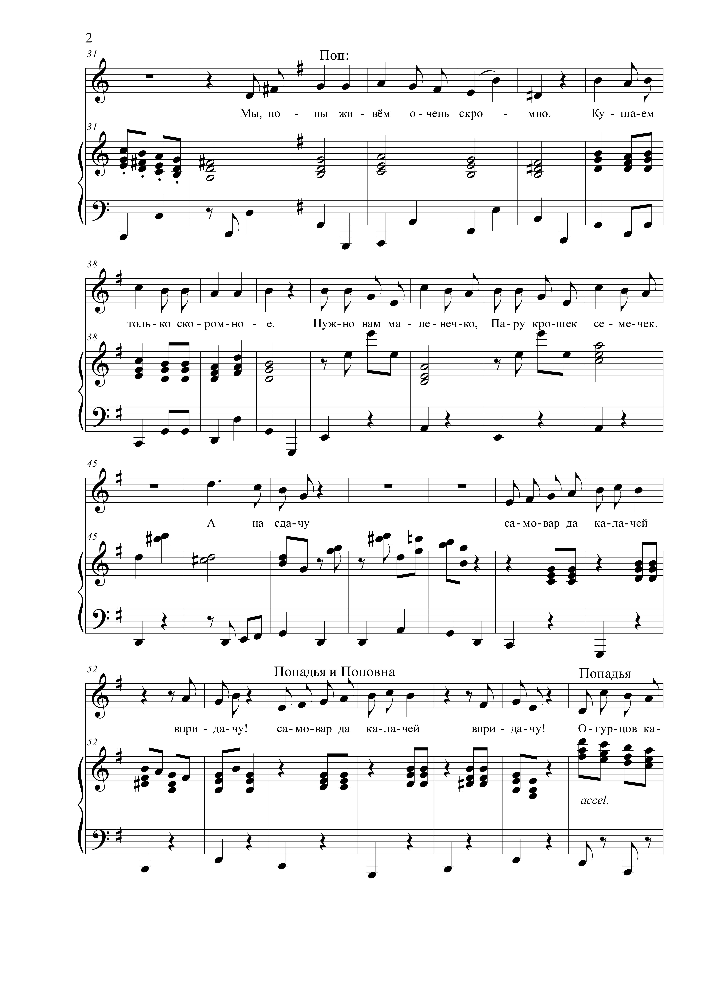 2
31
Поп:
Мы, по - пы жи - вём о - чень скро - мно. Ку - ша - ем
31
38
толь - ко ско - ром - но - е. Нуж - но нам ма - ле - неч - ко, Па - ру кро - шек се - ме - чек.
38
45
А на сда - чу са - мо - вар да ка - ла - чей
45
52
Попадья и Поповна
Попадья
впри - да - чу! са - мо - вар да ка - ла - чей впри - да - чу! О - гур - цов ка -
52
accel.